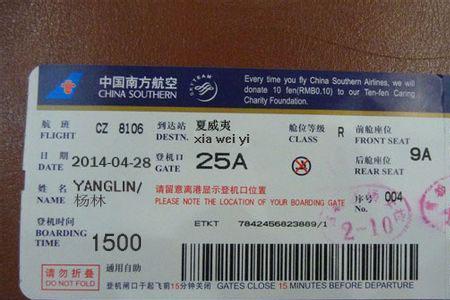 中国南方航空
CHINA SOUTHERN
SKYTEAM
Every time you fly China Southern Airlines, we will
donate 10 fen(RMB0.10) to our Ten-fen Caring
Charity Foundation.
航 班 到达站 夏威夷 舱位等级 前舱座位
FLIGHT CZ 8106 xia wei yi CLASS R FRONT SEAT
日 期 登机口 后舱座位 9A
DATE 2014-04-28 GATE 25A REAR SEAT
姓 名 YANGLIN/ 请留意离港显示登机口位置 序号 004
NAME 杨林 PLEASE NOTE THE LOCATION OF YOUR BOARDING GATE NO.
登机时间 ETKT 7842456823889/1
BOARDING
TIME 1500 2-10
请勿折叠 通用自助
DO NOT FOLD 登机闸口于起飞前15分钟关闭 GATES CLOSE 15 MINUTES BEFORE DEPARTURE